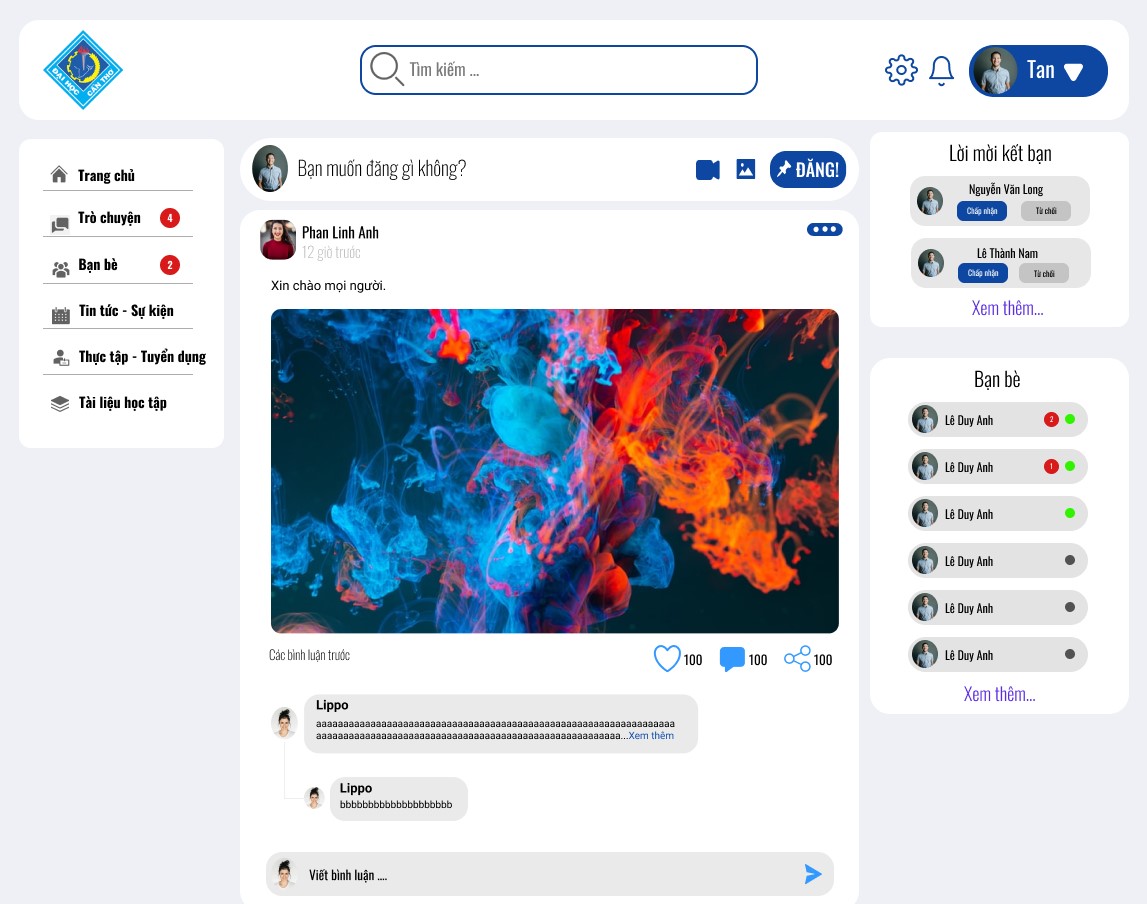 ĐẠI HỌC CẦN THƠ
Tìm kiếm ...
Tan
Trang chủ
Trò chuyện
4
Bạn bè
2
Tin tức - Sự kiện
Thực tập - Tuyển dụng
Tài liệu học tập
Bạn muốn đăng gì không?
ĐĂNG!
Phan Linh Anh
12 giờ trước
Xin chào mọi người.
Các bình luận trước
100
100
100
Lippo
aaaaaaaaaaaaaaaaaaaaaaaaaaaaaaaaaaaaaaaaaaaaaaaaaaaaaaaaaaaaaaaaaa
aaaaaaaaaaaaaaaaaaaaaaaaaaaaaaaaaaaaaaaaaaaaaaaaaaaaaaaa...Xem thêm
Lippo
bbbbbbbbbbbbbbbbbbbb
Viết bình luận ....
Lời mời kết bạn
Nguyễn Văn Long
Chấp nhận
Từ chối
Lê Thành Nam
Chấp nhận
Từ chối
Xem thêm...
Bạn bè
Lê Duy Anh
2
Lê Duy Anh
1
Lê Duy Anh
Lê Duy Anh
Lê Duy Anh
Lê Duy Anh
Xem thêm...